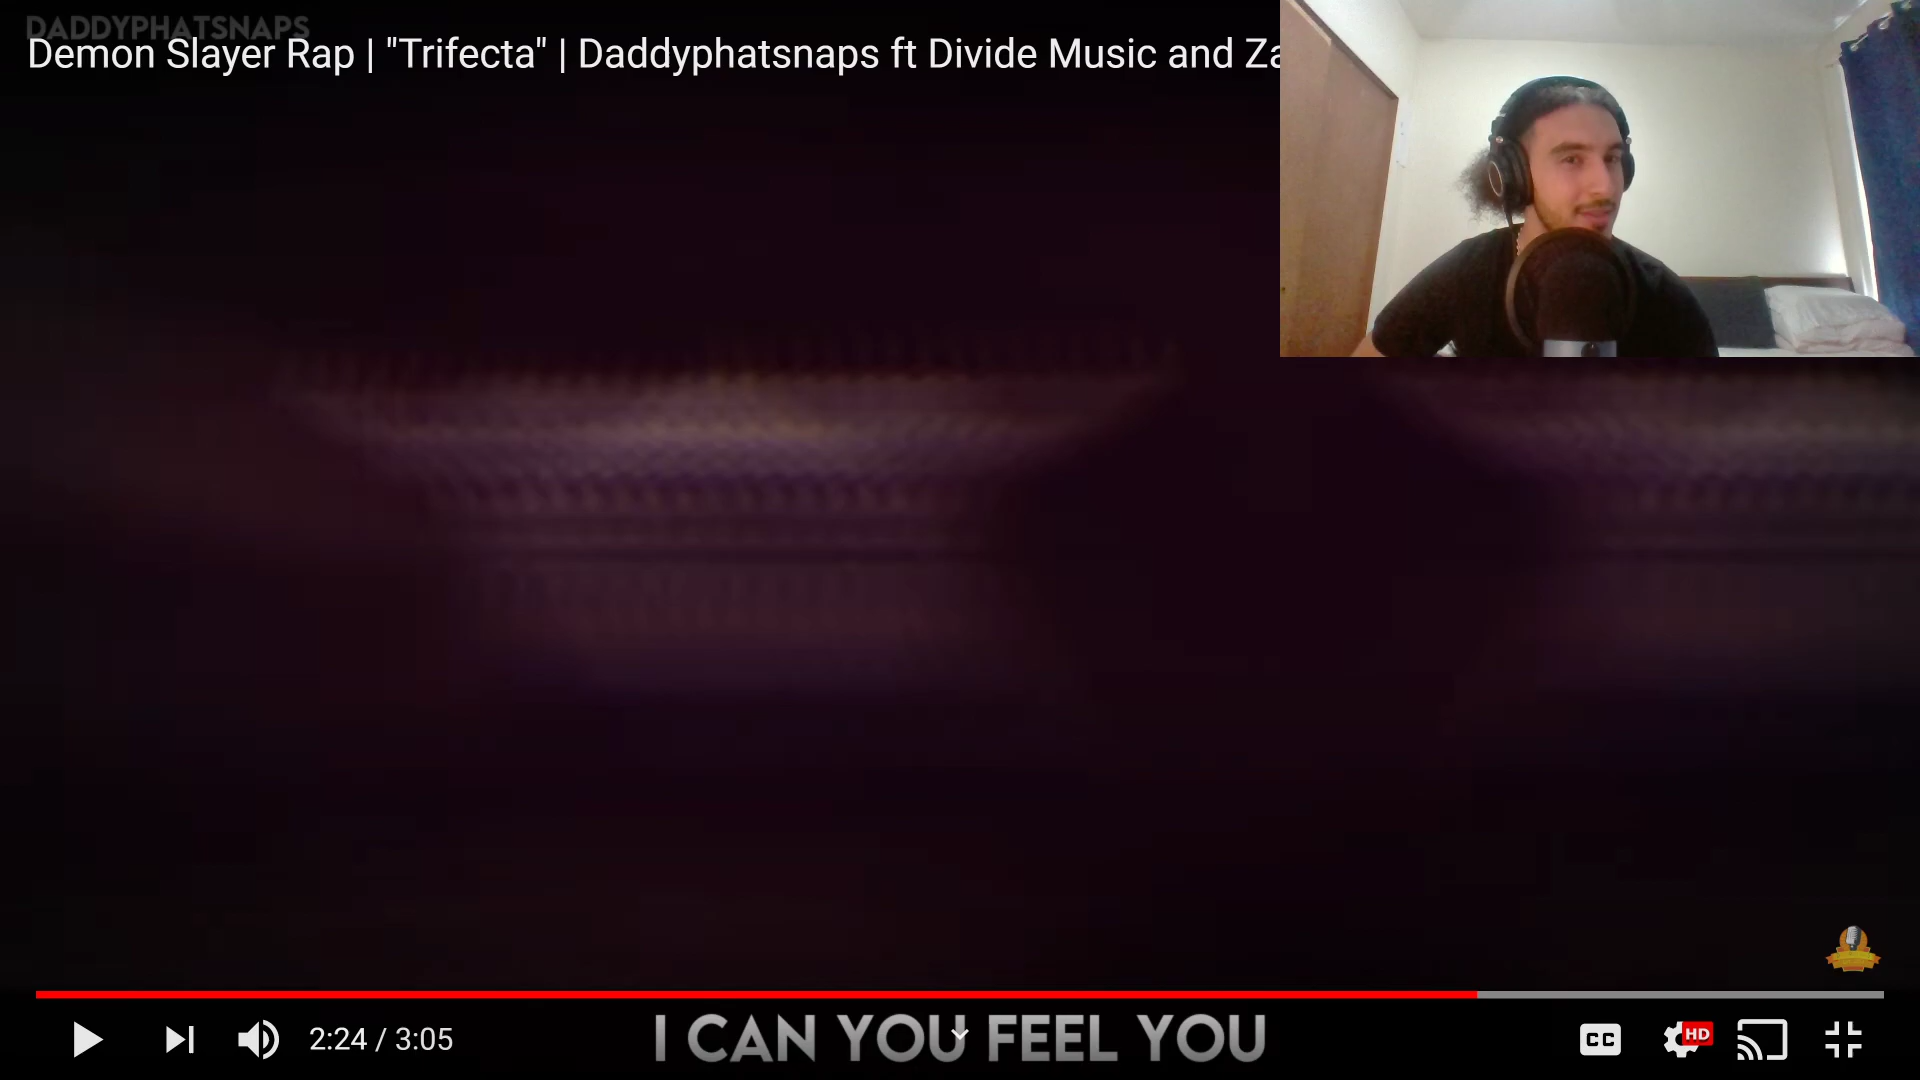 DADDYPHATSNAPS
Demon Slayer Rap | "Trifecta" | Daddyphatsnaps ft Divide Music and Za
2:24 / 3:05
I CAN YOU FEEL YOU
CC
HD